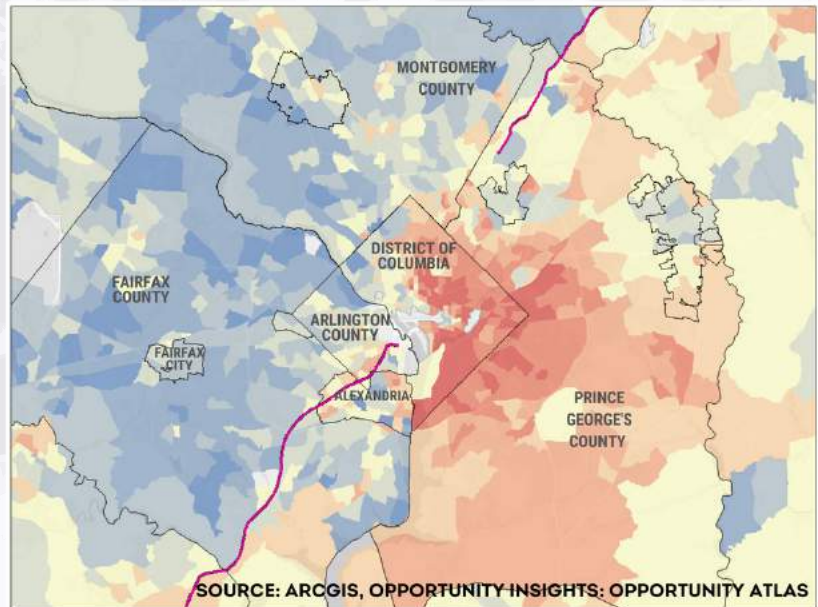 MONTGOMERY
COUNTY
DISTRICT OF
COLUMBIA
FAIRFAX
COUNTY
ARLINGTON
COUNTY
FAIRFAX
CITY
ALEXANDRIA
PRINCE
GEORGE'S
COUNTY
SOURCE: ARCGIS, OPPORTUNITY INSIGHTS: OPPORTUNITY ATLAS